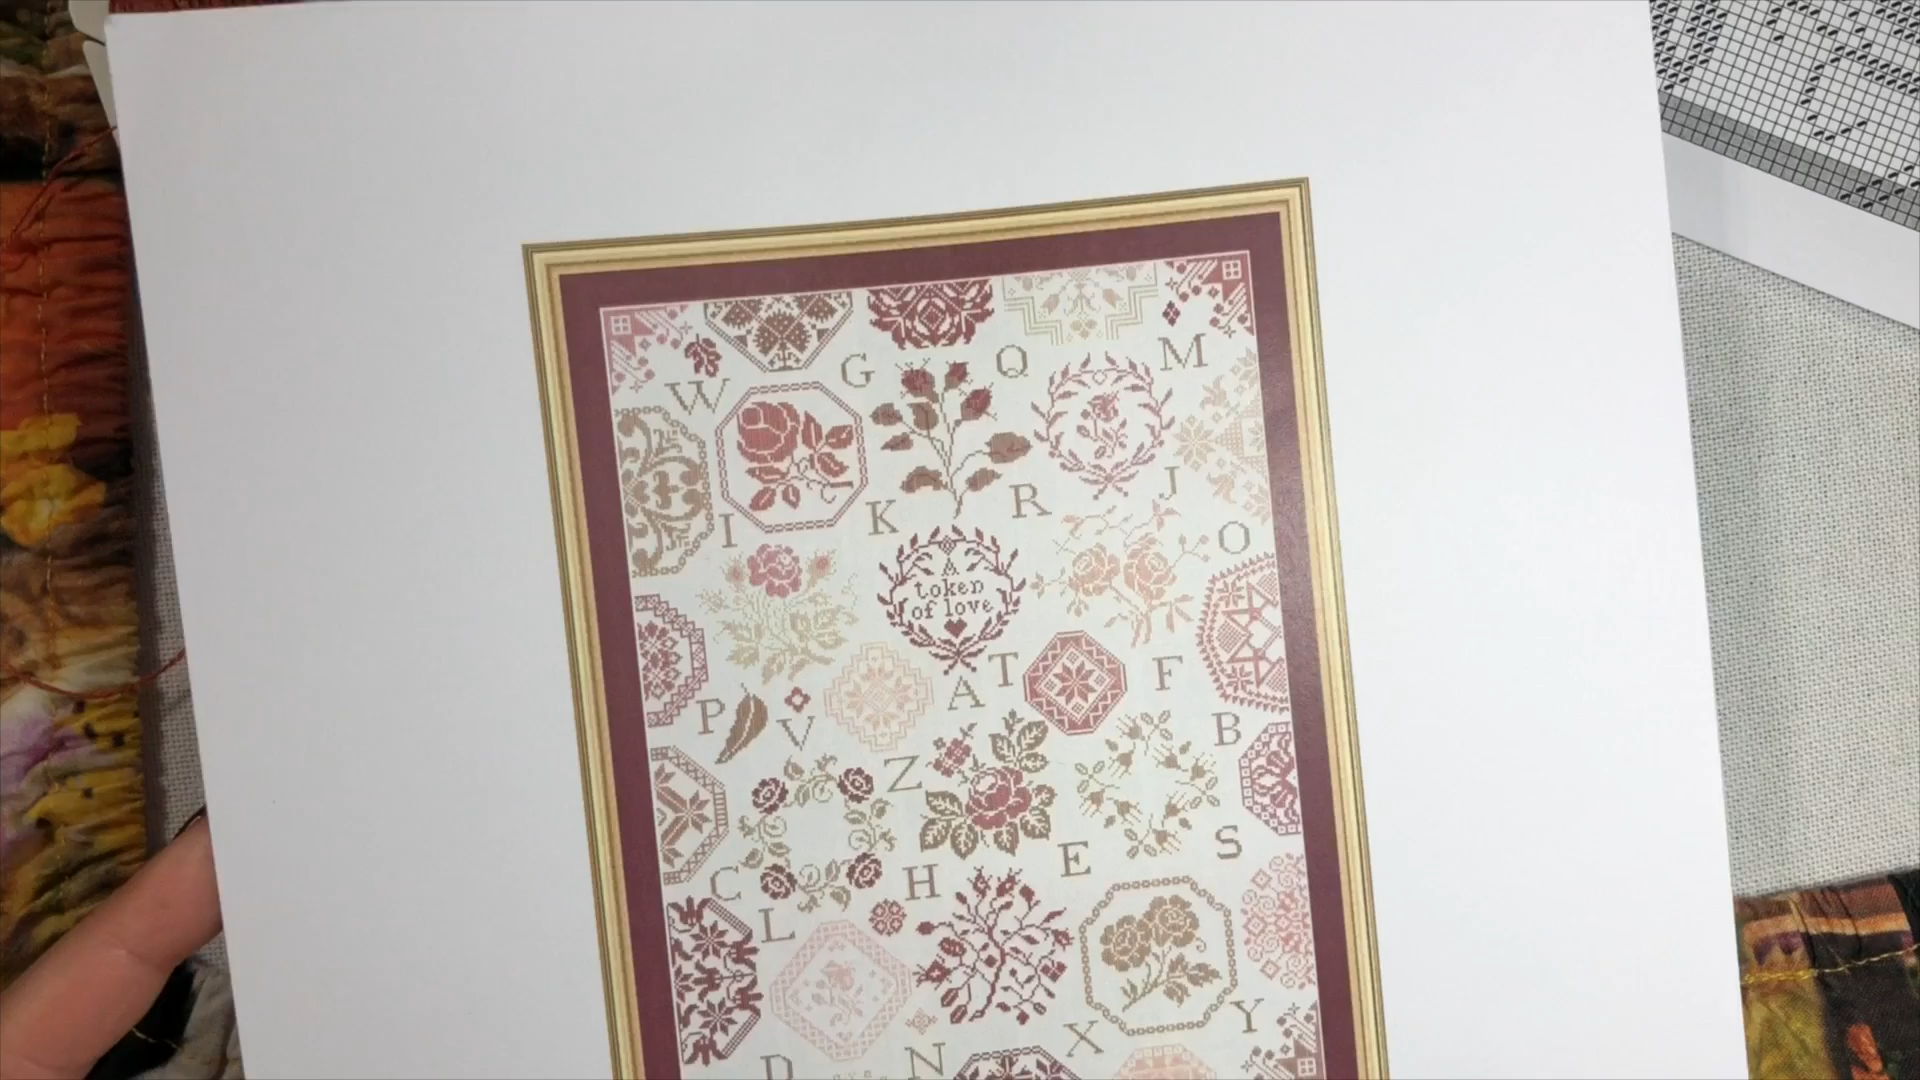 G Q M
W
K R J
I O
A
token
of love
T F
A
P V B
Z
S
E
C H
L
Y
X
D N